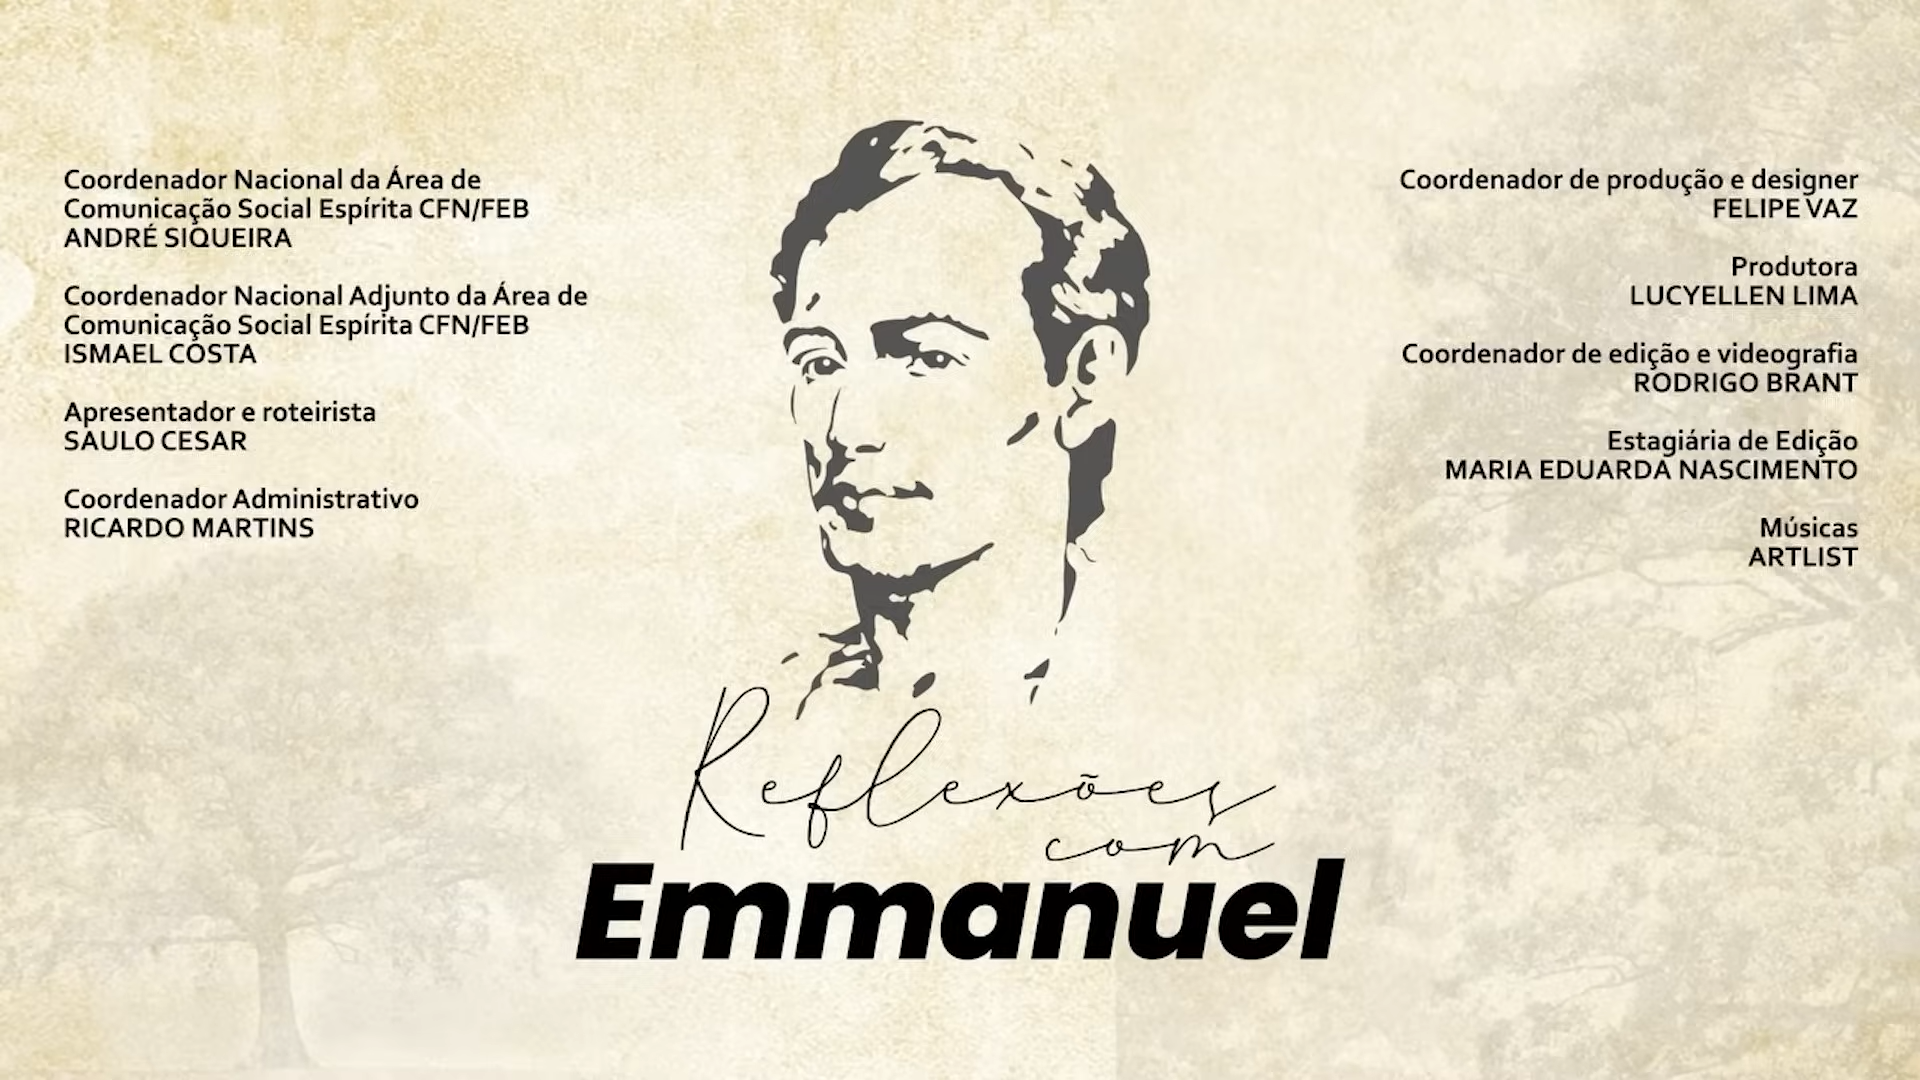 Coordenador Nacional da Área de
Comunicação Social Espírita CFN/FEB
ANDRÉ SIQUEIRA
Coordenador Nacional Adjunto da Área de
Comunicação Social Espírita CFN/FEB
ISMAEL COSTA
Apresentador e roteirista
SAULO CESAR
Coordenador Administrativo
RICARDO MARTINS
Coordenador de produção e designer
FELIPE VAZ
Produtora
LUCYELLEN LIMA
Coordenador de edição e videografia
RODRIGO BRANT
Estagiária de Edição
MARIA EDUARDA NASCIMENTO
Músicas
ARTLIST
Reflexões
com
Emmanuel